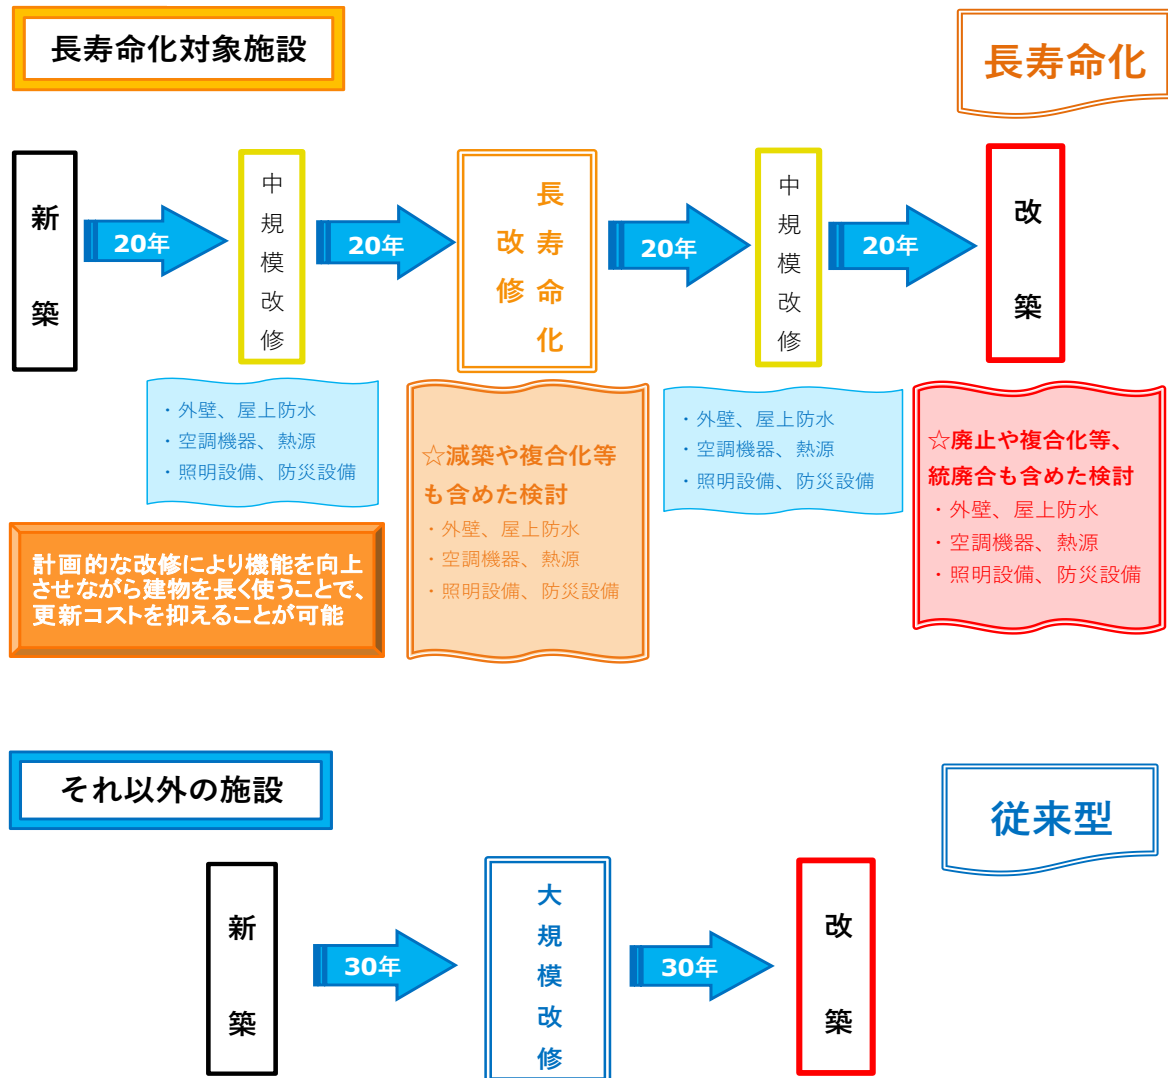 長寿命化対象施設
長寿命化
新築
20年
中規模改修
20年
長寿命化
改修
20年
中規模改修
20年
改築
・外壁、屋上防水
・空調機器、熱源
・照明設備、防災設備
☆減築や複合化等
も含めた検討
・外壁、屋上防水
・空調機器、熱源
・照明設備、防災設備
・外壁、屋上防水
・空調機器、熱源
・照明設備、防災設備
☆廃止や複合化等、
統廃合も含めた検討
・外壁、屋上防水
・空調機器、熱源
・照明設備、防災設備
計画的な改修により機能を向上
させながら建物を長く使うことで、
更新コストを抑えることが可能
それ以外の施設
従来型
新築
30年
大規模改修
30年
改築